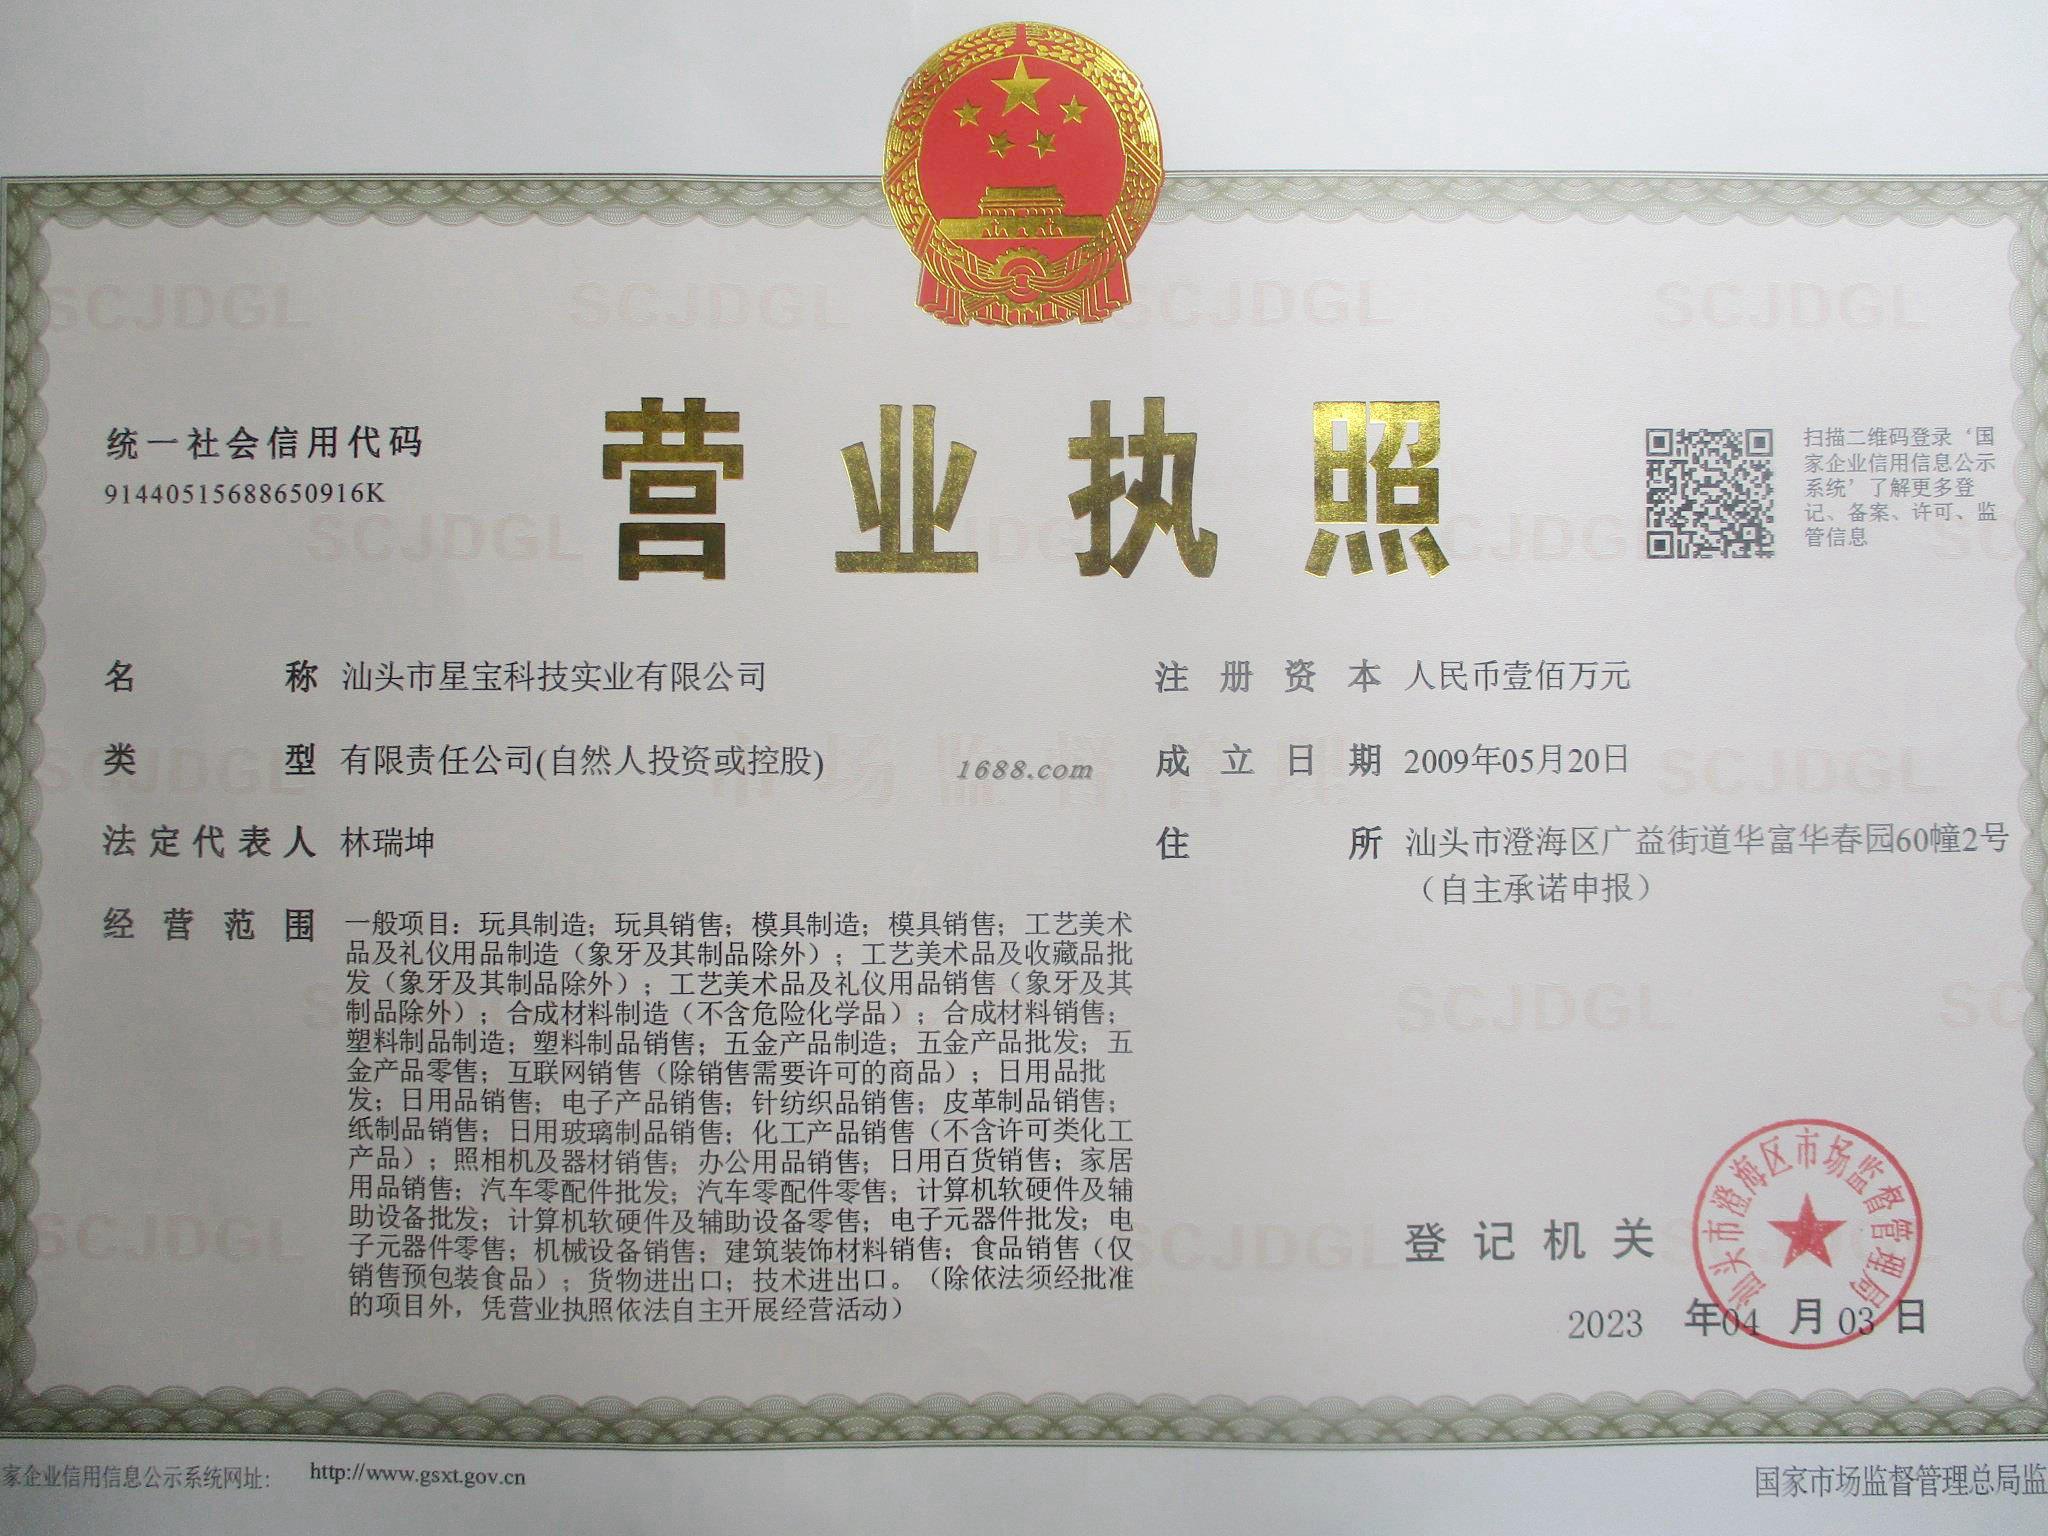 SCJDGL SCJDGL SCJDGL SCJDGL
统一社会信用代码
91440515688650916K
营业执照
扫描二维码登录‘国
家企业信用信息公示
系统’了解更多登
记、备案、许可、监
管信息
SCJDGL
名称 汕头市星宝科技实业有限公司
类型 有限责任公司(自然人投资或控股)
法定代表人 林瑞坤
经营范围 一般项目：玩具制造；玩具销售；模具制造；模具销售；工艺美术
品及礼仪用品制造（象牙及其制品除外）；工艺美术品及收藏品批
发（象牙及其制品除外）；工艺美术品及礼仪用品销售（象牙及其
制品除外）；合成材料制造（不含危险化学品）；合成材料销售；
塑料制品制造；塑料制品销售；五金产品制造；五金产品批发；五
金产品零售；互联网销售（除销售需要许可的商品）；日用品批
发；日用品销售；电子产品销售；针纺织品销售；皮革制品销售；
纸制品销售；日用玻璃制品销售；化工产品销售（不含许可类化工
产品）；照相机及器材销售；办公用品销售；日用百货销售；家居
用品销售；汽车零配件批发；汽车零配件零售；计算机软硬件及辅
助设备批发；计算机软硬件及辅助设备零售；电子元器件批发；电
子元器件零售；机械设备销售；建筑装饰材料销售；食品销售（仅
销售预包装食品）；货物进出口；技术进出口。（除依法须经批准
的项目外，凭营业执照依法自主开展经营活动）
市场监督管理
1688.com
注册资本 人民币壹佰万元
成立日期 2009年05月20日
住所 汕头市澄海区广益街道华富华春园60幢2号
（自主承诺申报）
登记机关
汕头市澄海区市场监督管理局
2023 年04 月 03 日
家企业信用信息公示系统网址： http://www.gsxt.gov.cn
国家市场监督管理总局监